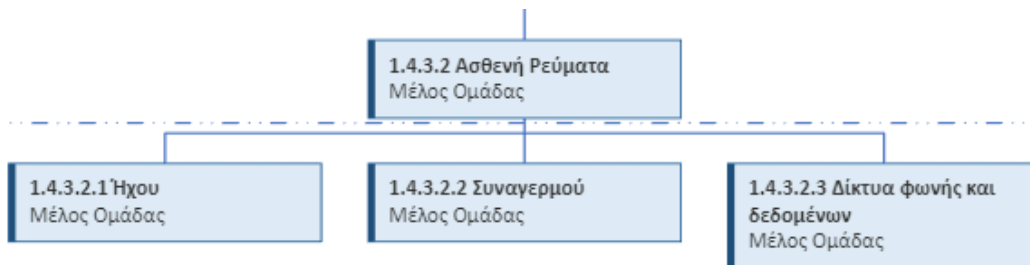 1.4.3.2 Ασθενή Ρεύματα
Μέλος Ομάδας
1.4.3.2.1 Ήχου
Μέλος Ομάδας
1.4.3.2.2 Συναγερμού
Μέλος Ομάδας
1.4.3.2.3 Δίκτυα φωνής και
δεδομένων
Μέλος Ομάδας